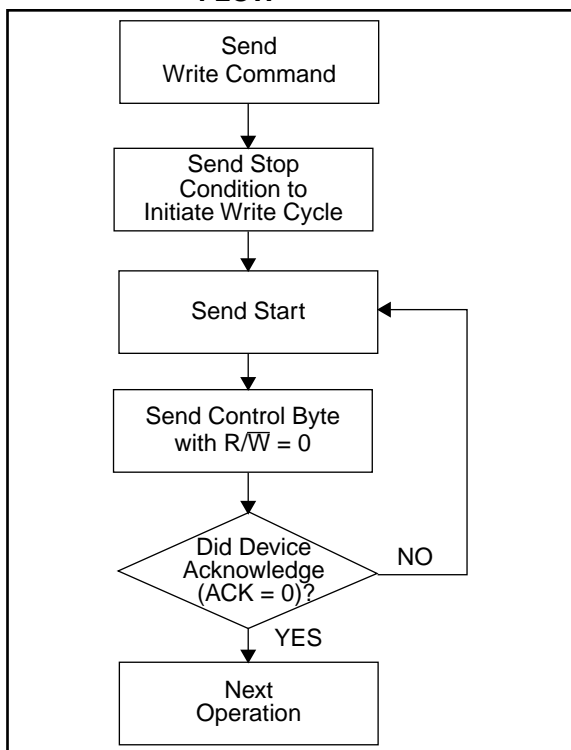 FLOW
Send
Write Command
Send Stop
Condition to
Initiate Write Cycle
Send Start
Send Control Byte
with R/W̅ = 0
Did Device
Acknowledge
(ACK = 0)?
NO
YES
Next
Operation